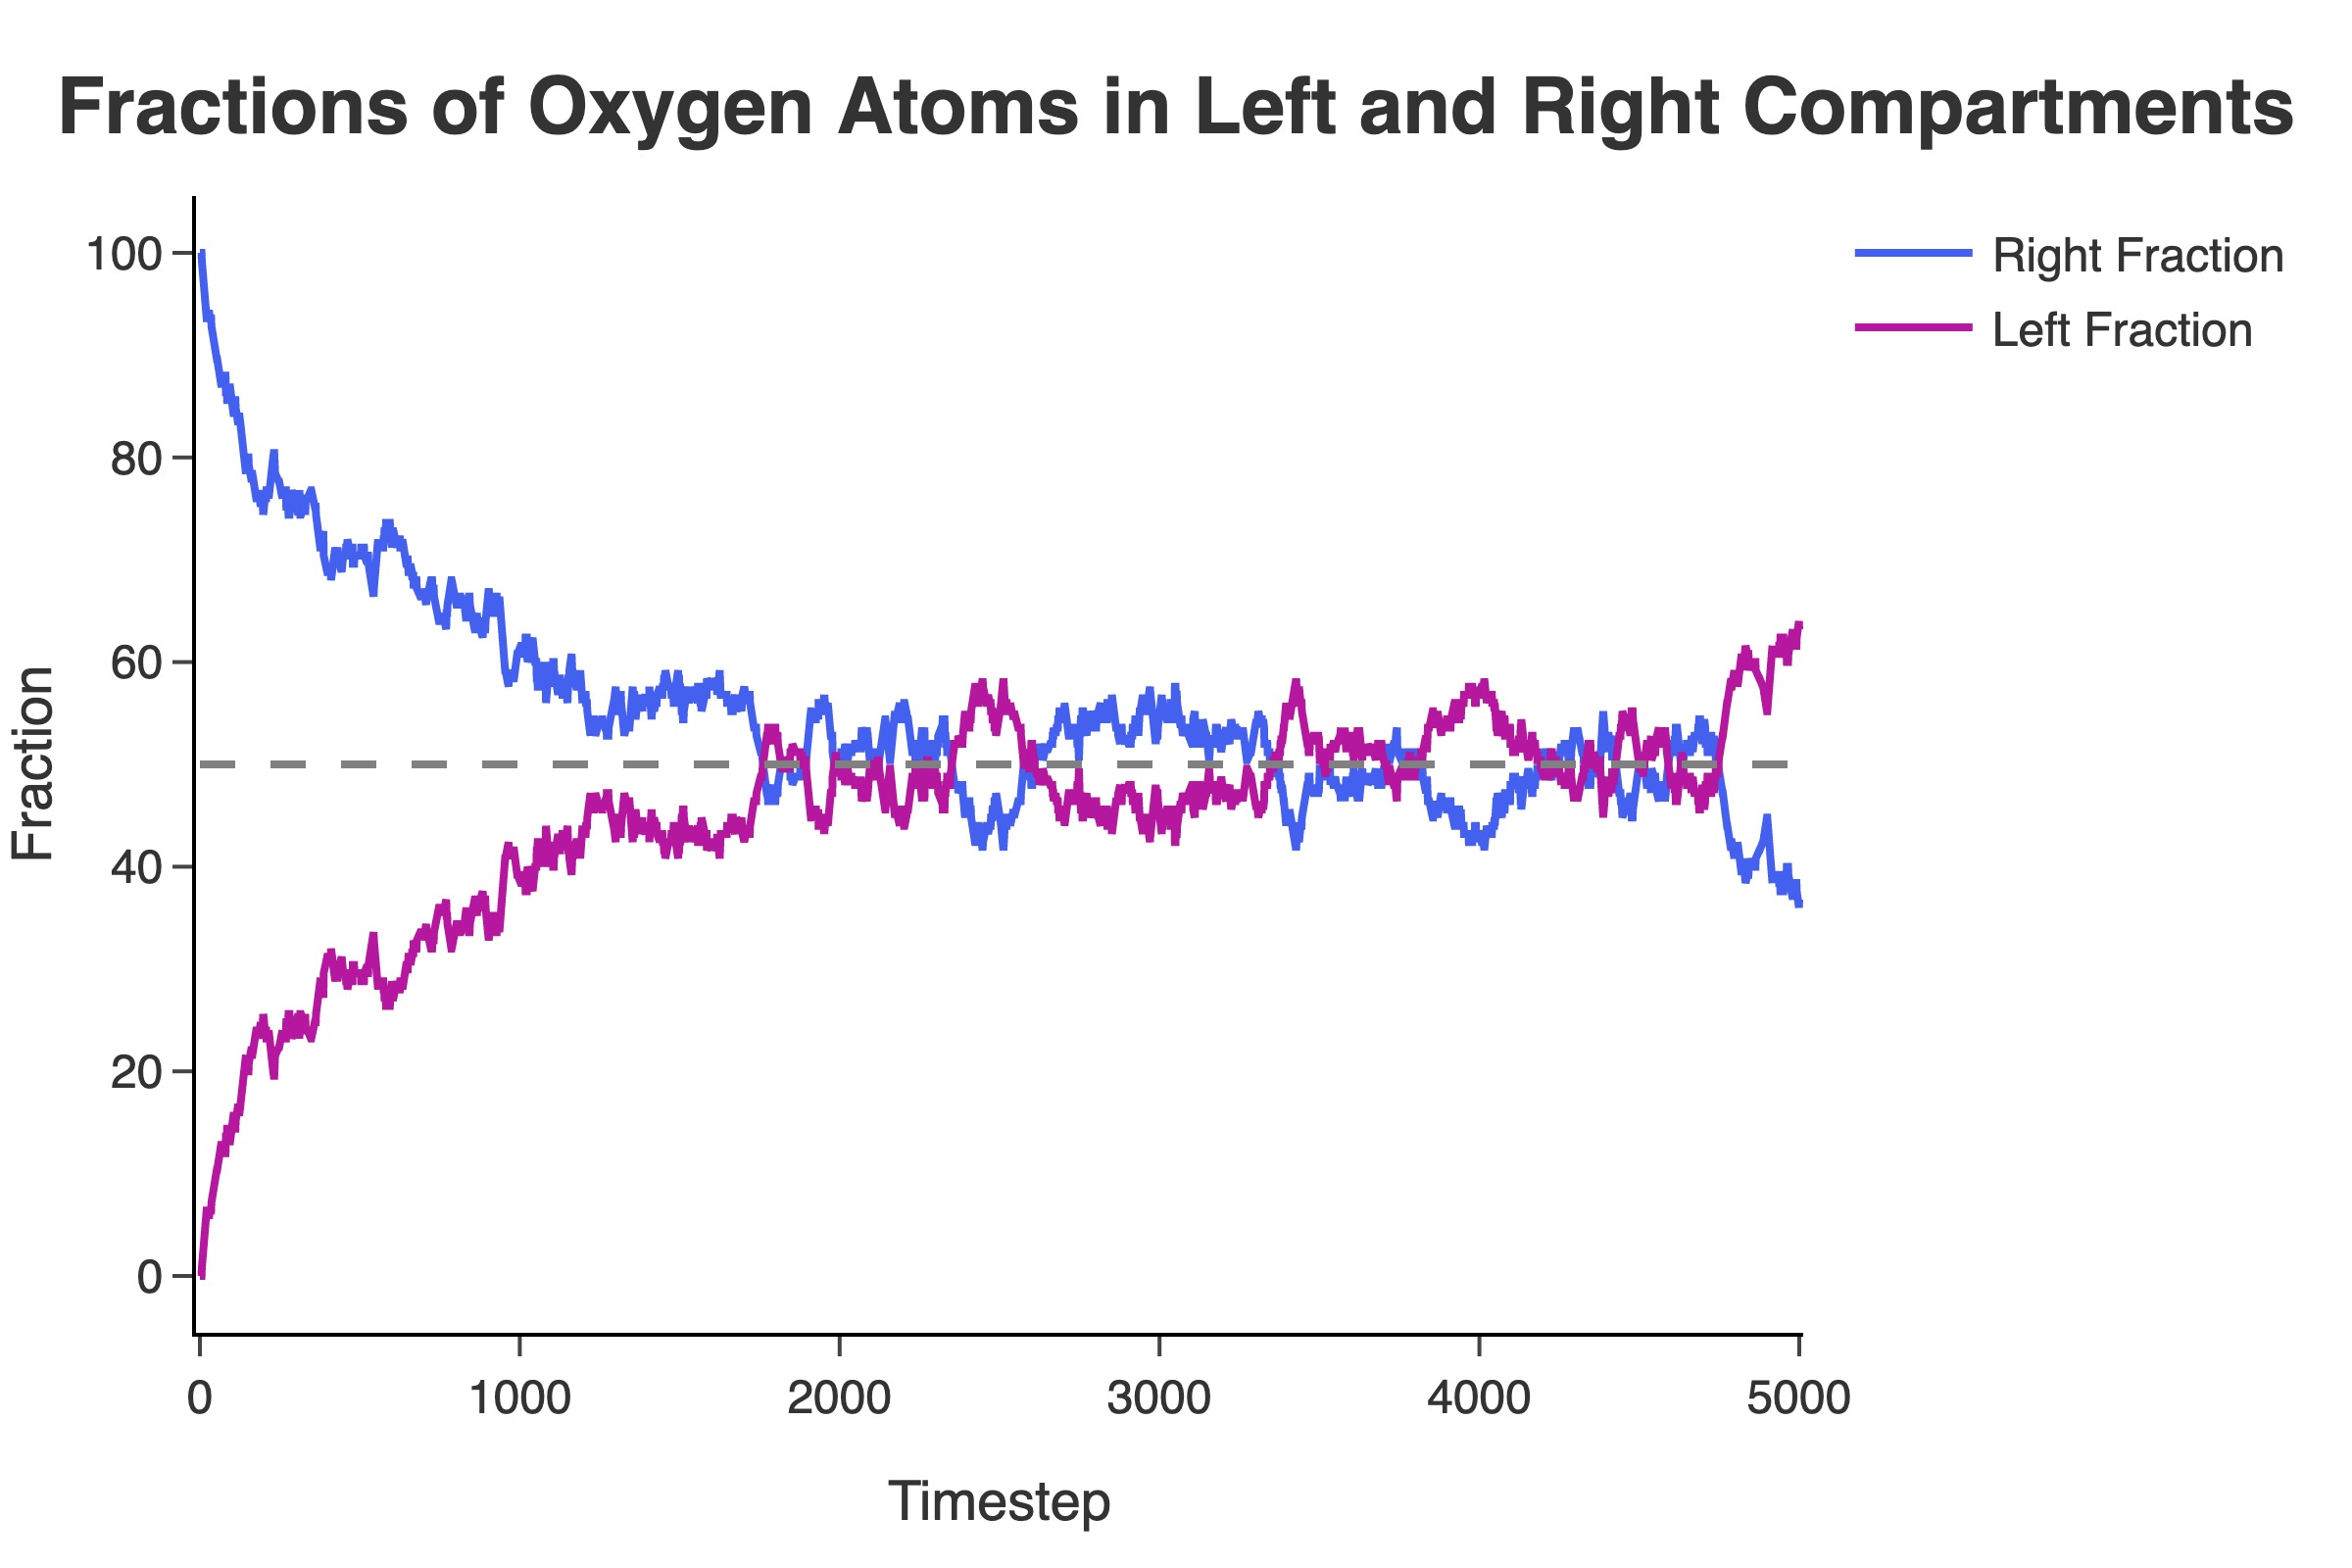 Fractions of Oxygen Atoms in Left and Right Compartments
Right Fraction
Left Fraction
Fraction
100
80
60
40
20
0
0
1000
2000
3000
4000
5000
Timestep